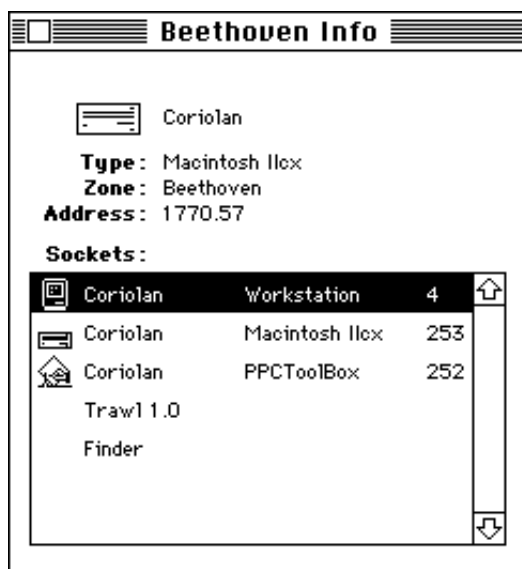 Beethoven Info
Coriolan
Type: Macintosh IIcx
Zone: Beethoven
Address: 1770.57
Sockets:
Coriolan Workstation 4
Coriolan Macintosh IIcx 253
Coriolan PPCToolBox 252
Trawl 1.0
Finder